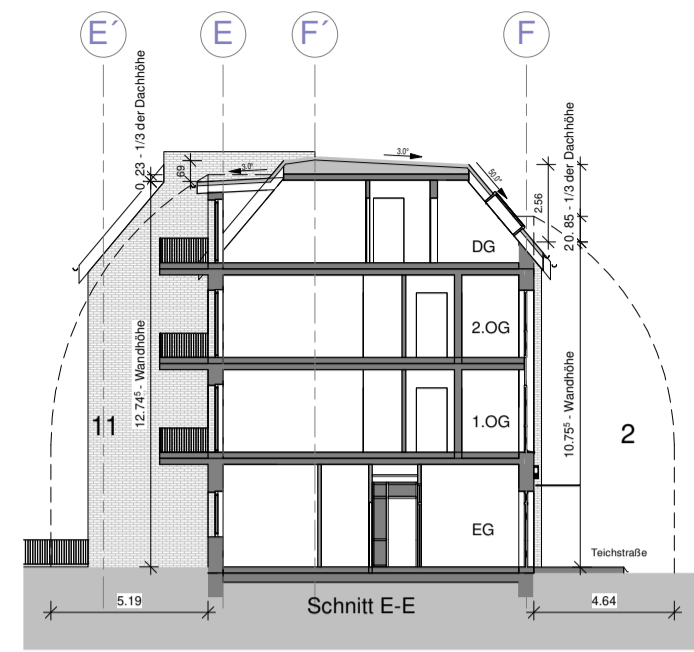 E´
E
F´
F
0,23 - 1/3 der Dachhöhe
69
3.0°
3.0°
50.0°
2.56
85 - 1/3 der Dachhöhe
DG
2.OG
1.OG
EG
12.74⁵ - Wandhöhe
10.75⁵ - Wandhöhe
11
2
Teichstraße
5.19
Schnitt E-E
4.64